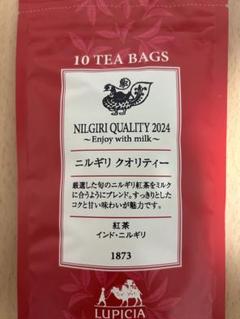 10 TEA BAGS
NILGIRI QUALITY 2024
~Enjoy with milk~
ニルギリ クオリティー
厳選した旬のニルギリ紅茶をミルク
に合うようにブレンド。すっきりとした
コクと甘い味わいが魅力です。
紅茶
インド・ニルギリ
1873
LUPICIA